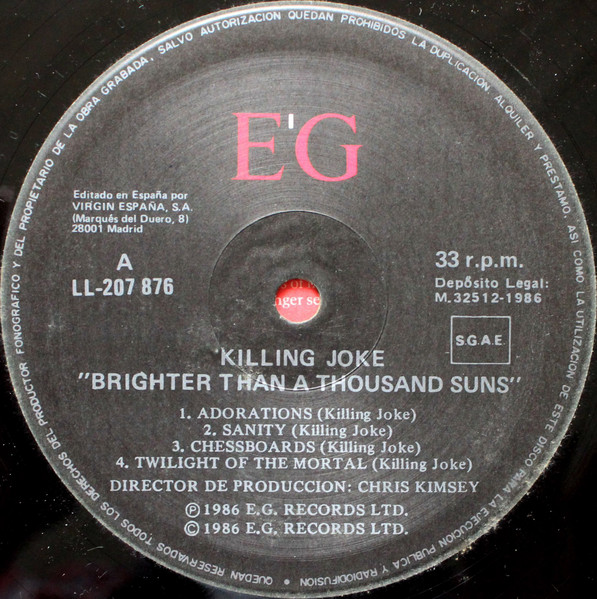 QUEDAN RESERVADOS TODOS LOS DERECHOS DEL PRODUCTOR FONOGRAFICO Y DEL PROPIETARIO DE LA OBRA GRABADA. SALVO AUTORIZACION QUEDAN PROHIBIDOS LA DUPLICACION, ALQUILER Y PRESTAMO, ASI COMO LA UTILIZACION DE ESTE DISCO PARA LA EJECUCION PUBLICA Y RADIODIFUSION •
E'G
Editado en España por
VIRGIN ESPAÑA, S.A.
(Marqués del Duero, 8)
28001 Madrid
A
LL-207 876
33 r.p.m.
Depósito Legal:
M. 32512-1986
S.G.A.E.
nger se
KILLING JOKE
"BRIGHTER THAN A THOUSAND SUNS"
1. ADORATIONS (Killing Joke)
2. SANITY (Killing Joke)
3. CHESSBOARDS (Killing Joke)
4. TWILIGHT OF THE MORTAL (Killing Joke)
DIRECTOR DE PRODUCCION: CHRIS KIMSEY
Ⓟ 1986 E.G. RECORDS LTD.
© 1986 E.G. RECORDS LTD.